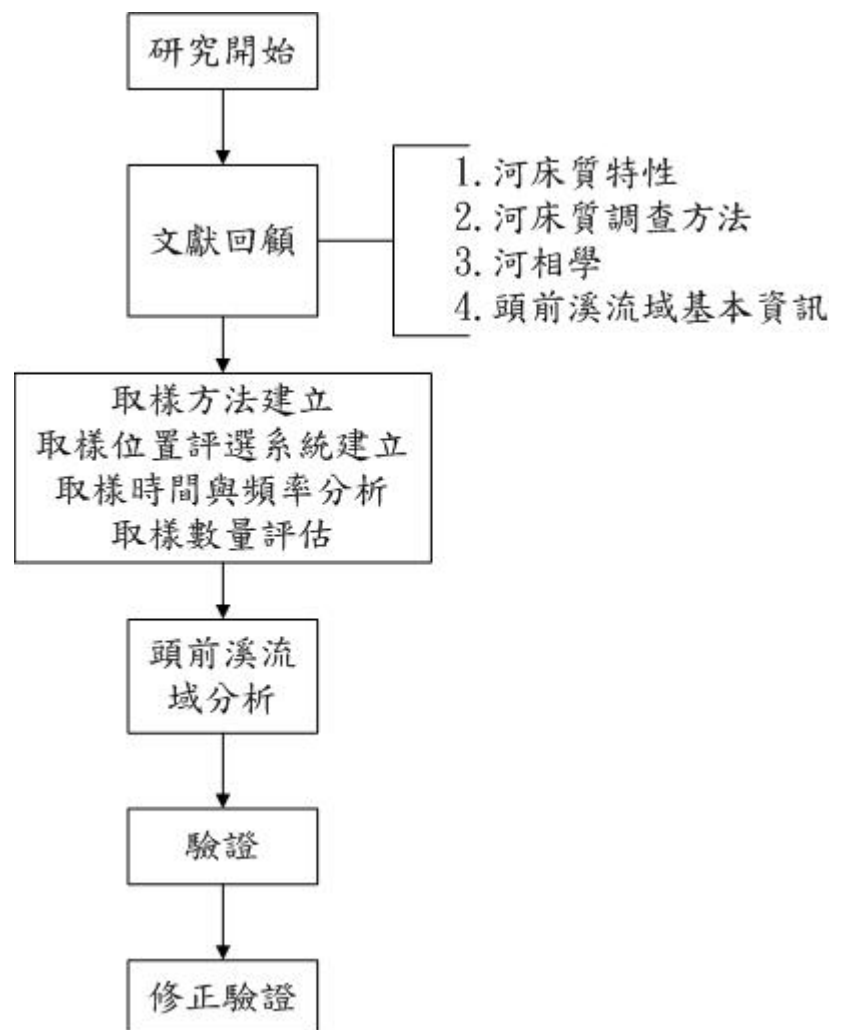 研究開始
文獻回顧
1.河床質特性
2.河床質調查方法
3.河相學
4.頭前溪流域基本資訊
取樣方法建立
取樣位置評選系統建立
取樣時間與頻率分析
取樣數量評估
頭前溪流
域分析
驗證
修正驗證